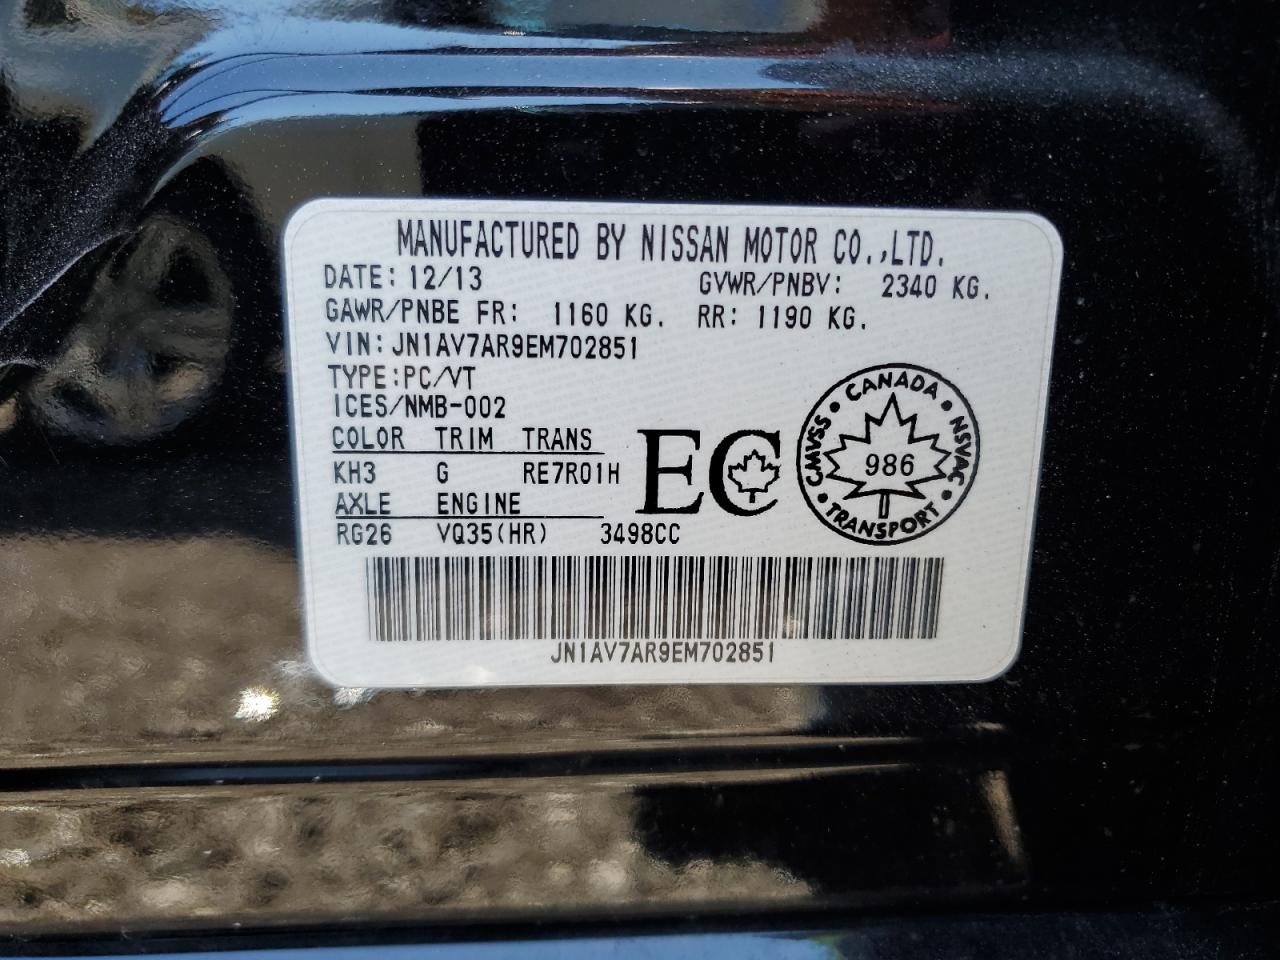 MANUFACTURED BY NISSAN MOTOR CO.,LTD.
DATE: 12/13 GVWR/PNBV: 2340 KG.
GAWR/PNBE FR: 1160 KG. RR: 1190 KG.
VIN: JN1AV7AR9EM702851
TYPE:PC/VT
ICES/NMB-002
COLOR TRIM TRANS
KH3 G RE7R01H
AXLE ENGINE
RG26 VQ35(HR) 3498CC
EC
CANADA • NSVAC • TRANSPORT • CMVSS •
986
JN1AV7AR9EM702851